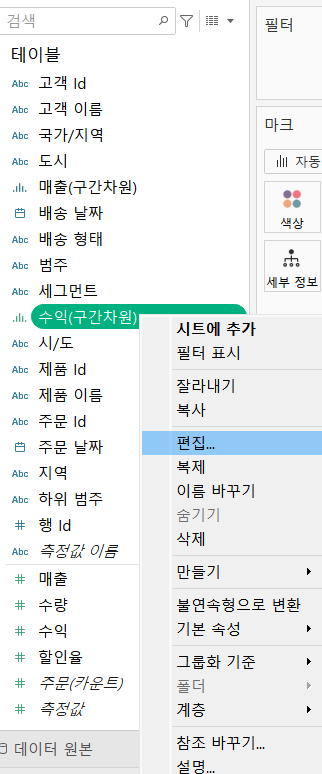 검색
테이블
Abc 고객 Id
Abc 고객 이름
Abc 국가/지역
Abc 도시
매출(구간차원)
배송 날짜
Abc 배송 형태
Abc 범주
Abc 세그먼트
수익(구간차원)
Abc 시/도
Abc 제품 Id
Abc 제품 이름
Abc 주문 Id
주문 날짜
Abc 지역
Abc 하위 범주
# 행 Id
Abc 측정값 이름
# 매출
# 수량
# 수익
# 할인율
# 주문(카운트)
# 측정값
데이터 원본
필터
마크
자동
색상
세부 정보
시트에 추가
필터 표시
잘라내기
복사
편집...
복제
이름 바꾸기
숨기기
삭제
만들기
불연속형으로 변환
기본 속성
그룹화 기준
폴더
계층
참조 바꾸기...
설명...